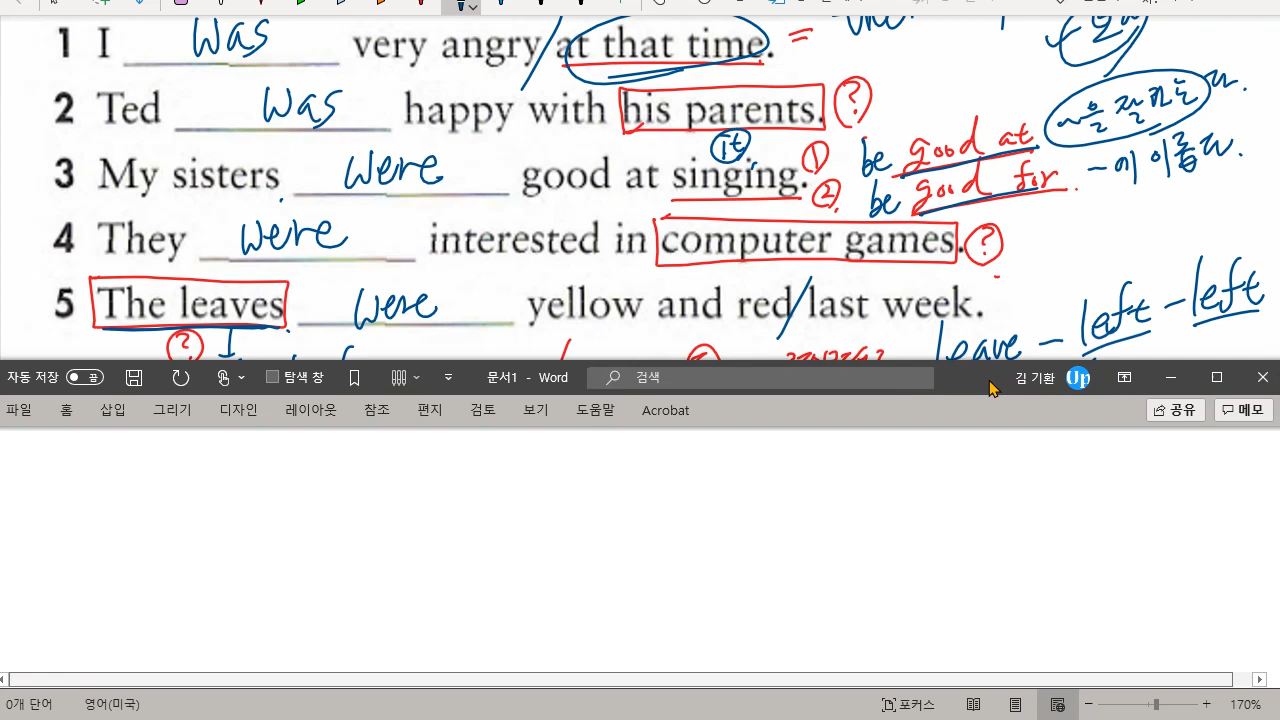 1 I was very angry / at that time. =
2 Ted was happy with his parents. ?
~을 잘 하는 다.
it
be good at
3 My sisters were good at singing. ① ②
be good for ~에 이롭다.
4 They were interested in computer games. ?
5 The leaves were yellow and red / last week.
leave - left - left
?
자동 저장 끔 탐색 창 문서1 - Word 검색 김 기환 Up
파일 홈 삽입 그리기 디자인 레이아웃 참조 편지 검토 보기 도움말 Acrobat 공유 메모
0개 단어 영어(미국) 포커스 170%